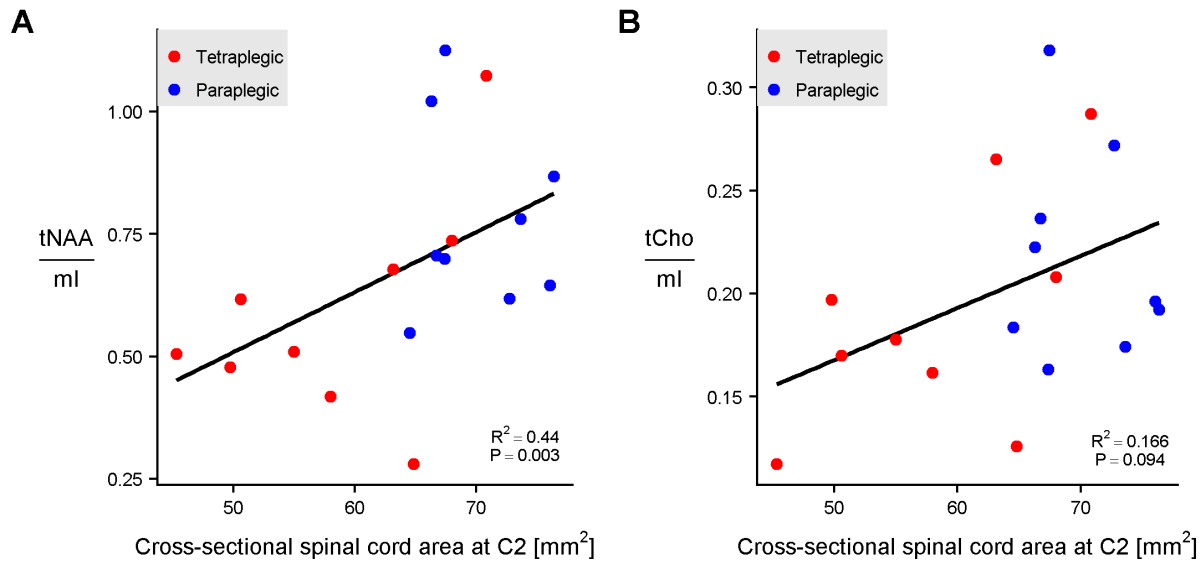 A
Tetraplegic
Paraplegic
1.00
0.75
0.50
0.25
tNAA
ml
R² = 0.44
P = 0.003
50
60
70
Cross-sectional spinal cord area at C2 [mm²]
B
Tetraplegic
Paraplegic
0.30
0.25
0.20
0.15
tCho
ml
R² = 0.166
P = 0.094
50
60
70
Cross-sectional spinal cord area at C2 [mm²]